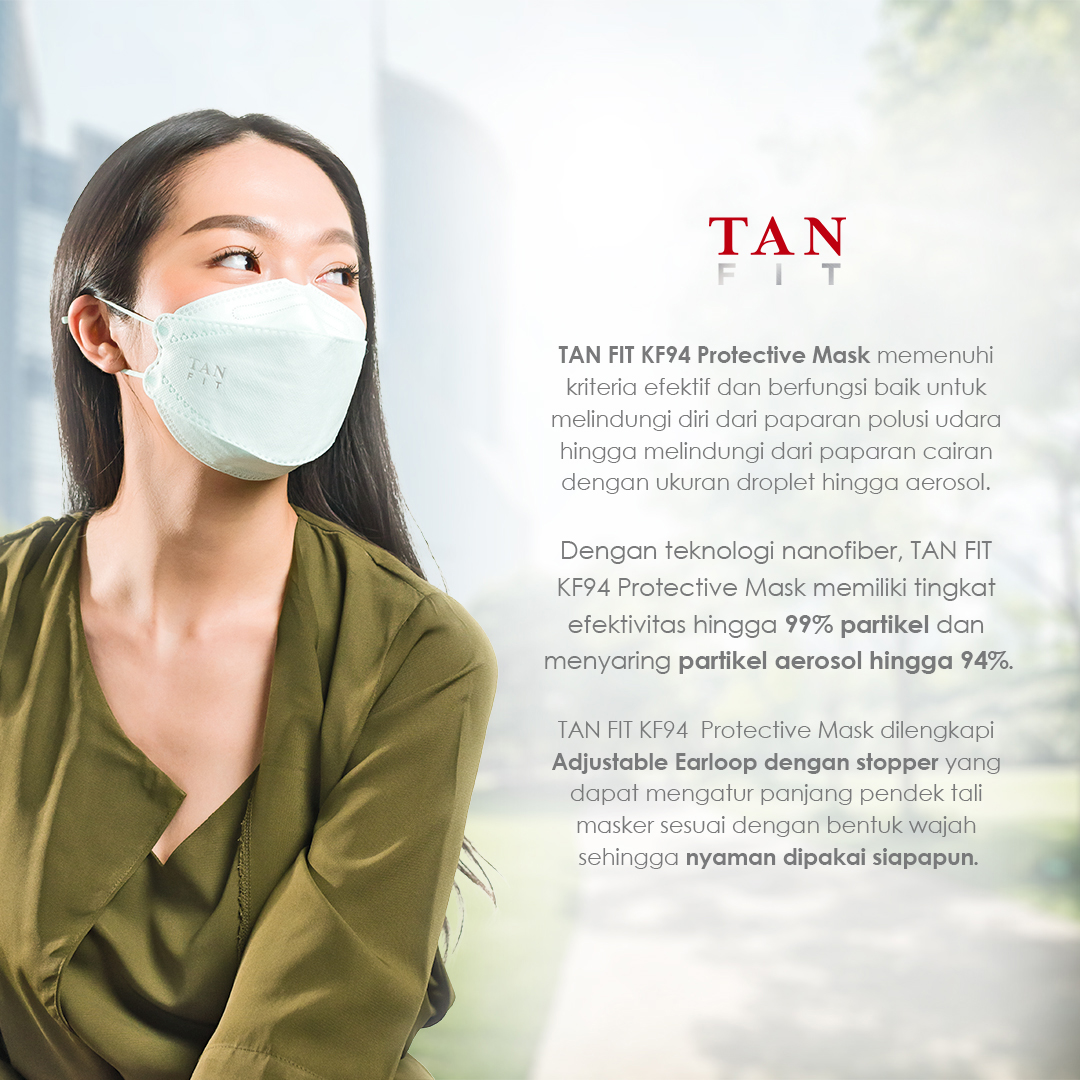 TAN
FIT
TAN
FIT
TAN FIT KF94 Protective Mask memenuhi
kriteria efektif dan berfungsi baik untuk
melindungi diri dari paparan polusi udara
hingga melindungi dari paparan cairan
dengan ukuran droplet hingga aerosol.
Dengan teknologi nanofiber, TAN FIT
KF94 Protective Mask memiliki tingkat
efektivitas hingga 99% partikel dan
menyaring partikel aerosol hingga 94%.
TAN FIT KF94 Protective Mask dilengkapi
Adjustable Earloop dengan stopper yang
dapat mengatur panjang pendek tali
masker sesuai dengan bentuk wajah
sehingga nyaman dipakai siapapun.